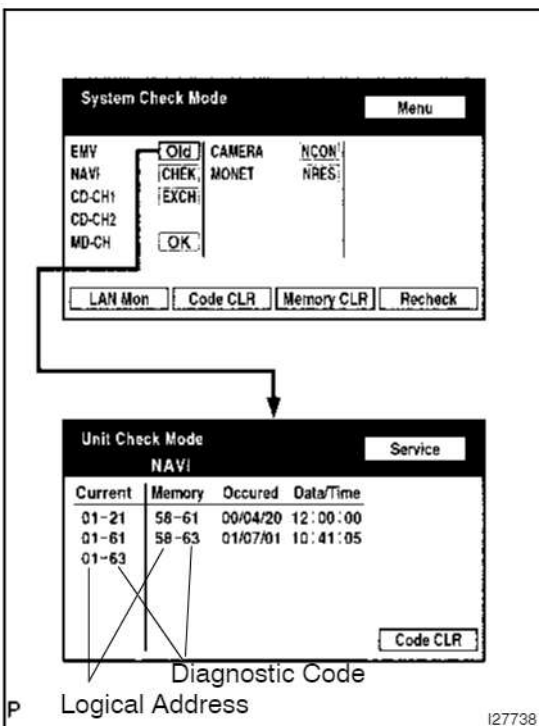 System Check Mode
Menu
EMV Old CAMERA NCON
NAVI CHEK MONET NRES
CD-CH1 EXCH
CD-CH2
MD-CH OK
LAN Mon Code CLR Memory CLR Recheck
Unit Check Mode
Service
NAVI
Current Memory Occured Data/Time
01-21 58-61 00/04/20 12:00:00
01-61 58-63 01/07/01 10:41:05
01-63
Code CLR
Diagnostic Code
Logical Address
P
I27738